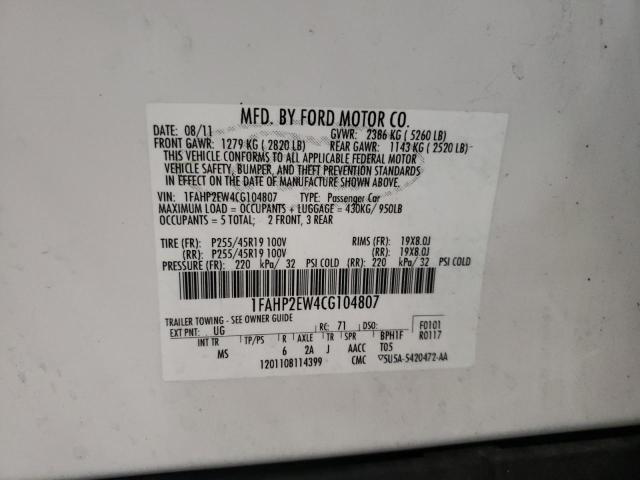 MFD. BY FORD MOTOR CO.
DATE: 08/11 GVWR: 2386 KG ( 5260 LB)
FRONT GAWR: 1279 KG ( 2820 LB) REAR GAWR: 1143 KG ( 2520 LB)
THIS VEHICLE CONFORMS TO ALL APPLICABLE FEDERAL MOTOR
VEHICLE SAFETY, BUMPER, AND THEFT PREVENTION STANDARDS
IN EFFECT ON THE DATE OF MANUFACTURE SHOWN ABOVE.
VIN: 1FAHP2EW4CG104807 TYPE: Passenger Car
MAXIMUM LOAD = OCCUPANTS + LUGGAGE = 430KG/ 950LB
OCCUPANTS = 5 TOTAL; 2 FRONT, 3 REAR
TIRE (FR): P255/45R19 100V RIMS (FR): 19X8.0J
(RR): P255/45R19 100V (RR): 19X8.0J
PRESSURE (FR): 220 kPa/ 32 PSI COLD (RR): 220 kPa/ 32 PSI COLD
1FAHP2EW4CG104807
TRAILER TOWING - SEE OWNER GUIDE
EXT PNT: UG RC: 71 DSO: F0101
INT TR TP/PS R AXLE TR SPR BPH1F R0117
MS 6 2A J AACC T05
1201108114399 CMC 5U5A-5420472-AA